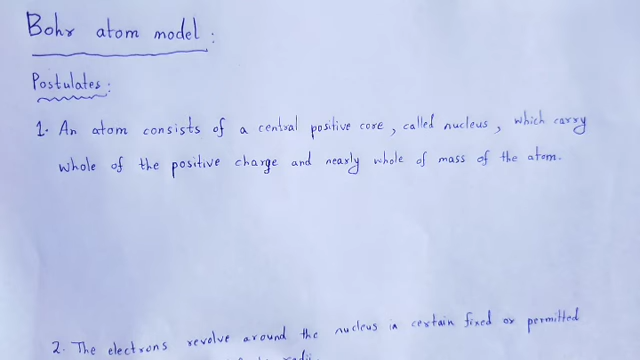 Bohr atom model :
Postulates :
1. An atom consists of a central positive core, called nucleus, which carry
whole of the positive charge and nearly whole of mass of the atom.
2. The electrons revolve around the nucleus in certain fixed or permitted
radii.